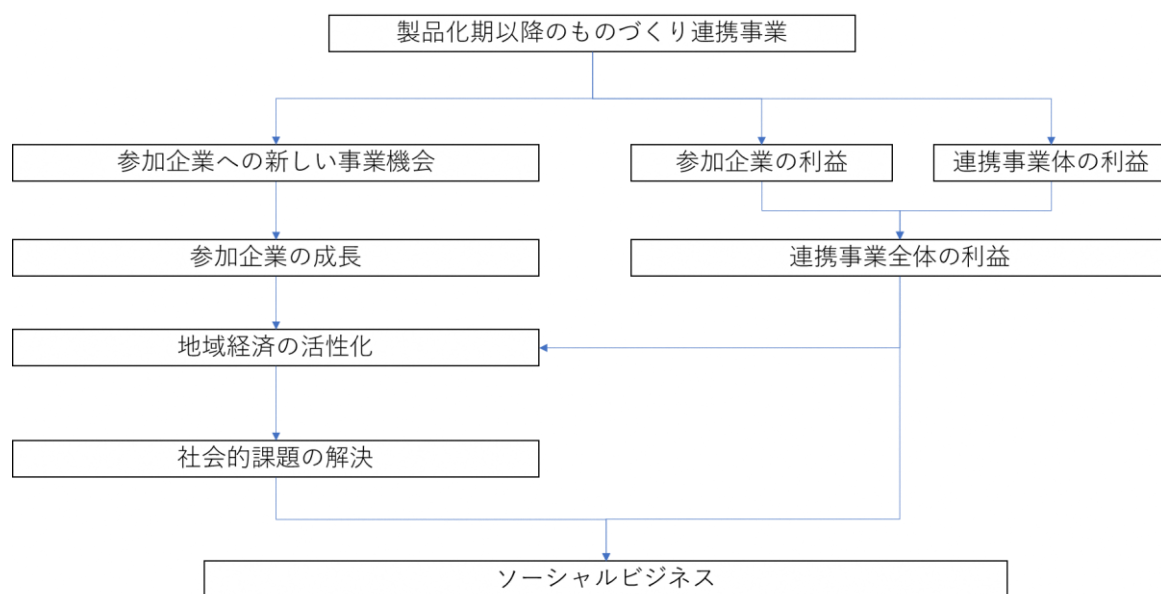 製品化期以降のものづくり連携事業
参加企業への新しい事業機会
参加企業の利益
連携事業体の利益
参加企業の成長
連携事業全体の利益
地域経済の活性化
社会的課題の解決
ソーシャルビジネス